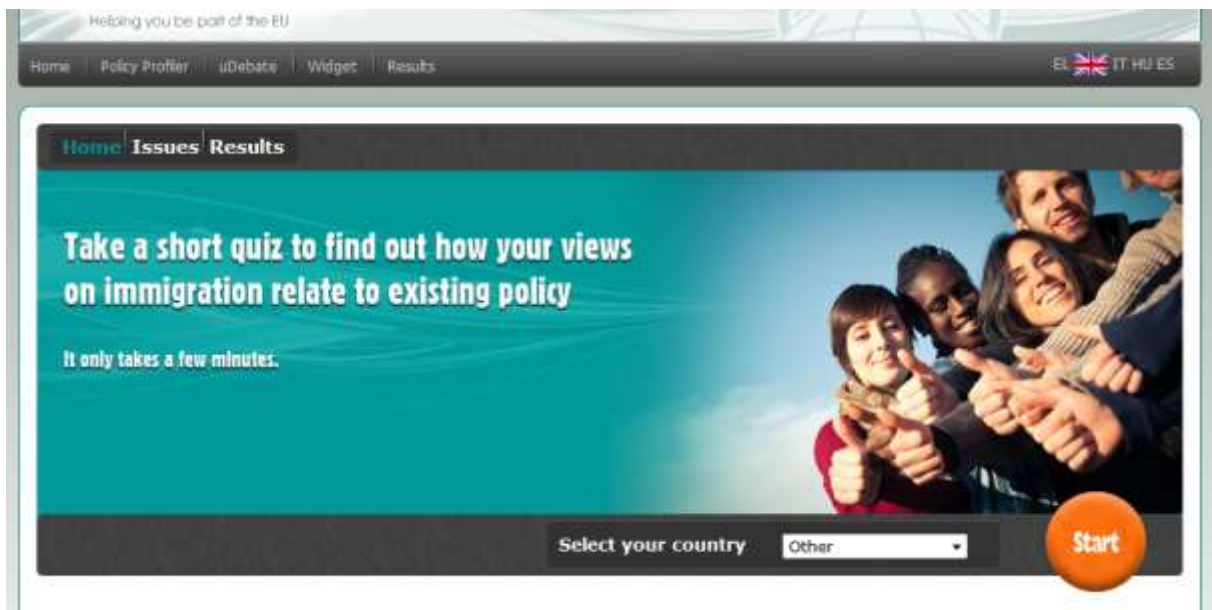 Helping you be part of the EU
Home Policy Profiler uDebate Widget Results EL IT HU ES
Home Issues Results
Take a short quiz to find out how your views
on immigration relate to existing policy
It only takes a few minutes.
Select your country Other Start